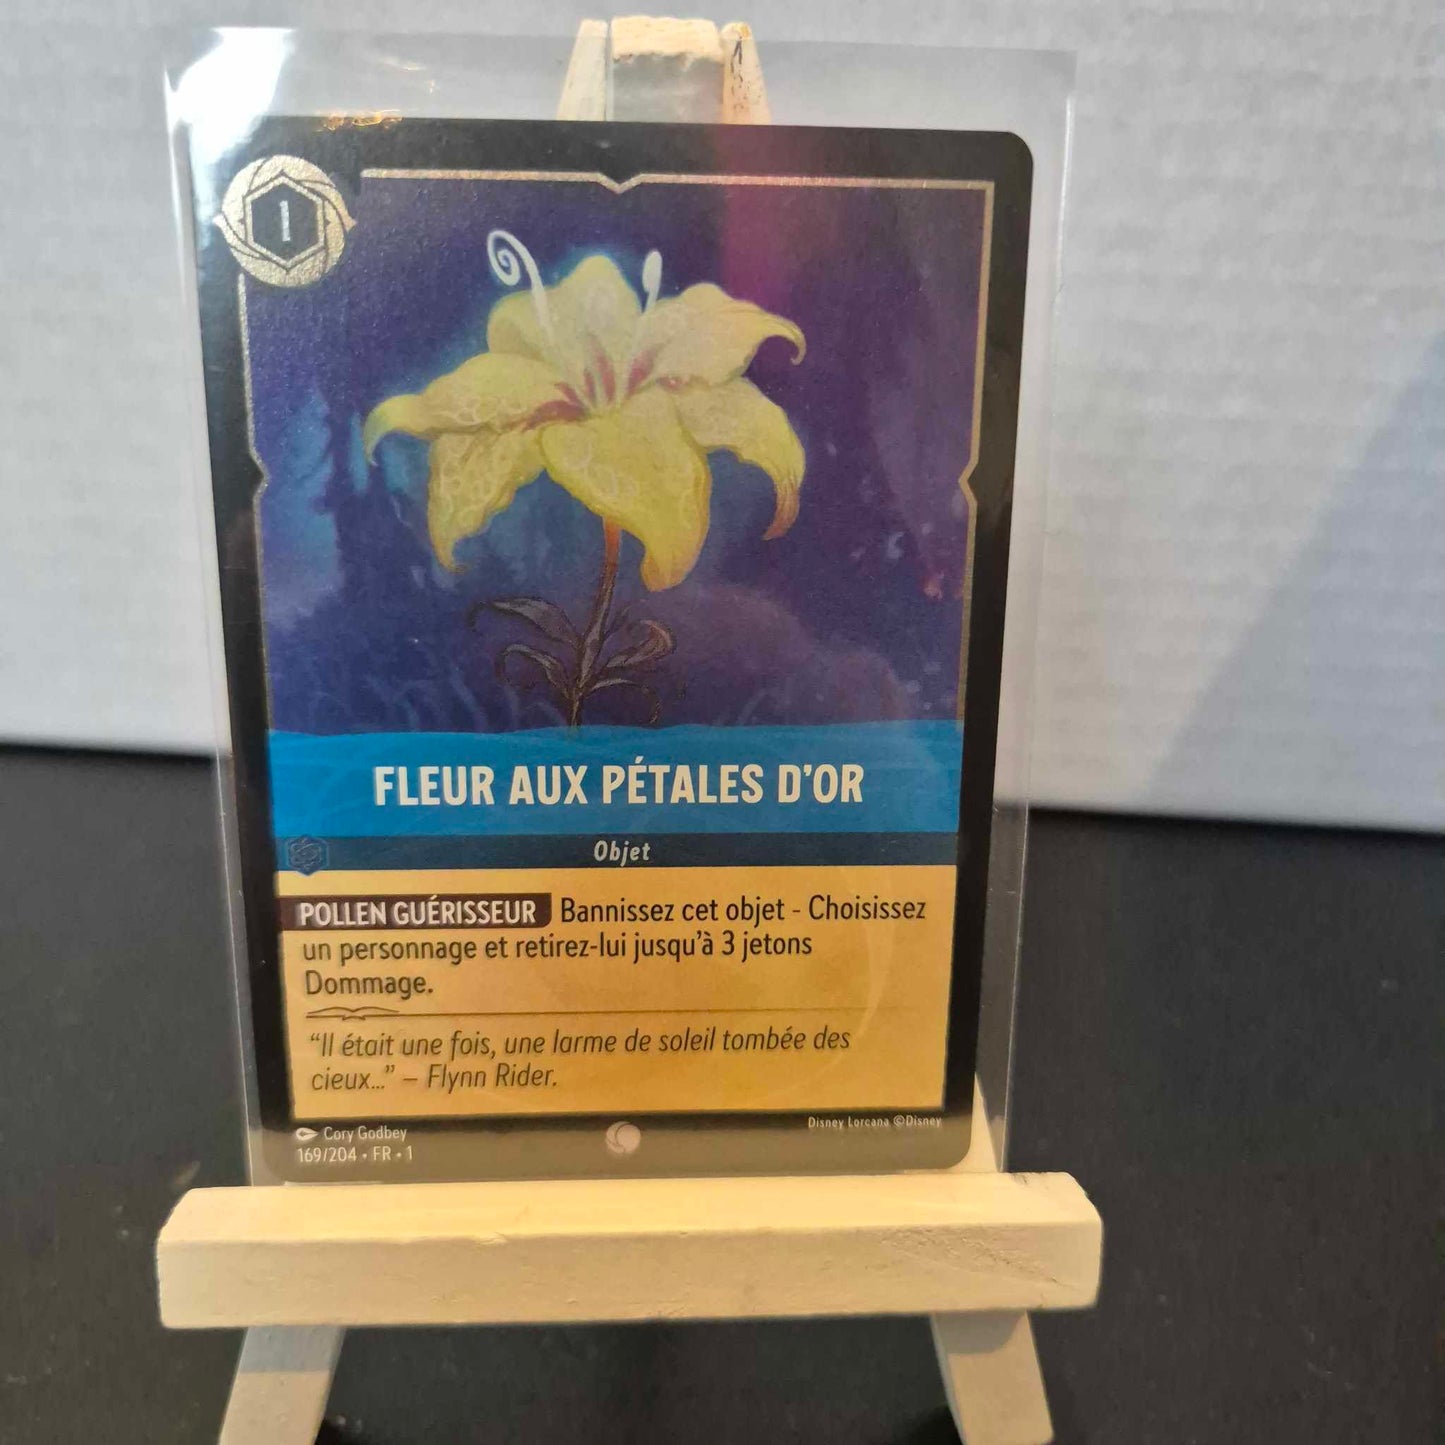 1
FLEUR AUX PÉTALES D'OR
Objet
POLLEN GUÉRISSEUR Bannissez cet objet - Choisissez
un personnage et retirez-lui jusqu'à 3 jetons
Dommage.
“Il était une fois, une larme de soleil tombée des
cieux...” – Flynn Rider.
Cory Godbey
Disney Lorcana ©Disney
169/204 • FR • 1